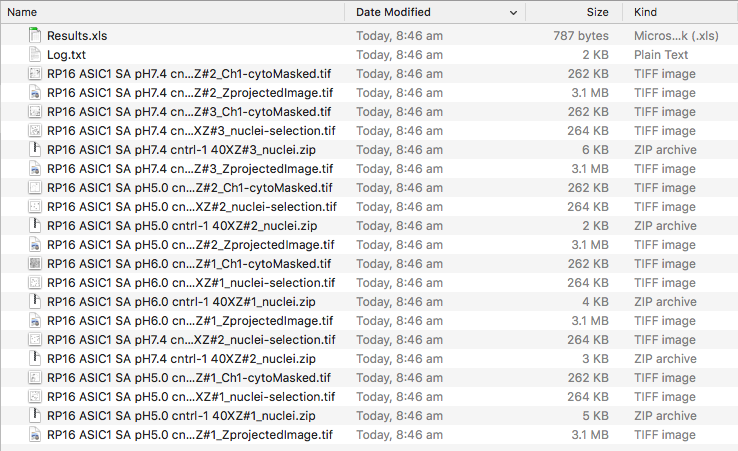 Name Date Modified Size Kind
Results.xls Today, 8:46 am 787 bytes Micros...k (.xls)
Log.txt Today, 8:46 am 2 KB Plain Text
RP16 ASIC1 SA pH7.4 cn...Z#2_Ch1-cytoMasked.tif Today, 8:46 am 262 KB TIFF image
RP16 ASIC1 SA pH7.4 cn...Z#2_ZprojectedImage.tif Today, 8:46 am 3.1 MB TIFF image
RP16 ASIC1 SA pH7.4 cn...Z#3_Ch1-cytoMasked.tif Today, 8:46 am 262 KB TIFF image
RP16 ASIC1 SA pH7.4 cn...XZ#3_nuclei-selection.tif Today, 8:46 am 264 KB TIFF image
RP16 ASIC1 SA pH7.4 cntrl-1 40XZ#3_nuclei.zip Today, 8:46 am 6 KB ZIP archive
RP16 ASIC1 SA pH7.4 cn...Z#3_ZprojectedImage.tif Today, 8:46 am 3.1 MB TIFF image
RP16 ASIC1 SA pH5.0 cn...Z#2_Ch1-cytoMasked.tif Today, 8:46 am 262 KB TIFF image
RP16 ASIC1 SA pH5.0 cn...XZ#2_nuclei-selection.tif Today, 8:46 am 264 KB TIFF image
RP16 ASIC1 SA pH5.0 cntrl-1 40XZ#2_nuclei.zip Today, 8:46 am 2 KB ZIP archive
RP16 ASIC1 SA pH5.0 cn...Z#2_ZprojectedImage.tif Today, 8:46 am 3.1 MB TIFF image
RP16 ASIC1 SA pH6.0 cn...Z#1_Ch1-cytoMasked.tif Today, 8:46 am 262 KB TIFF image
RP16 ASIC1 SA pH6.0 cn...XZ#1_nuclei-selection.tif Today, 8:46 am 264 KB TIFF image
RP16 ASIC1 SA pH6.0 cntrl-1 40XZ#1_nuclei.zip Today, 8:46 am 4 KB ZIP archive
RP16 ASIC1 SA pH6.0 cn...Z#1_ZprojectedImage.tif Today, 8:46 am 3.1 MB TIFF image
RP16 ASIC1 SA pH7.4 cn...XZ#2_nuclei-selection.tif Today, 8:46 am 264 KB TIFF image
RP16 ASIC1 SA pH7.4 cntrl-1 40XZ#2_nuclei.zip Today, 8:46 am 3 KB ZIP archive
RP16 ASIC1 SA pH5.0 cn...Z#1_Ch1-cytoMasked.tif Today, 8:46 am 262 KB TIFF image
RP16 ASIC1 SA pH5.0 cn...XZ#1_nuclei-selection.tif Today, 8:46 am 264 KB TIFF image
RP16 ASIC1 SA pH5.0 cntrl-1 40XZ#1_nuclei.zip Today, 8:46 am 5 KB ZIP archive
RP16 ASIC1 SA pH5.0 cn...Z#1_ZprojectedImage.tif Today, 8:46 am 3.1 MB TIFF image